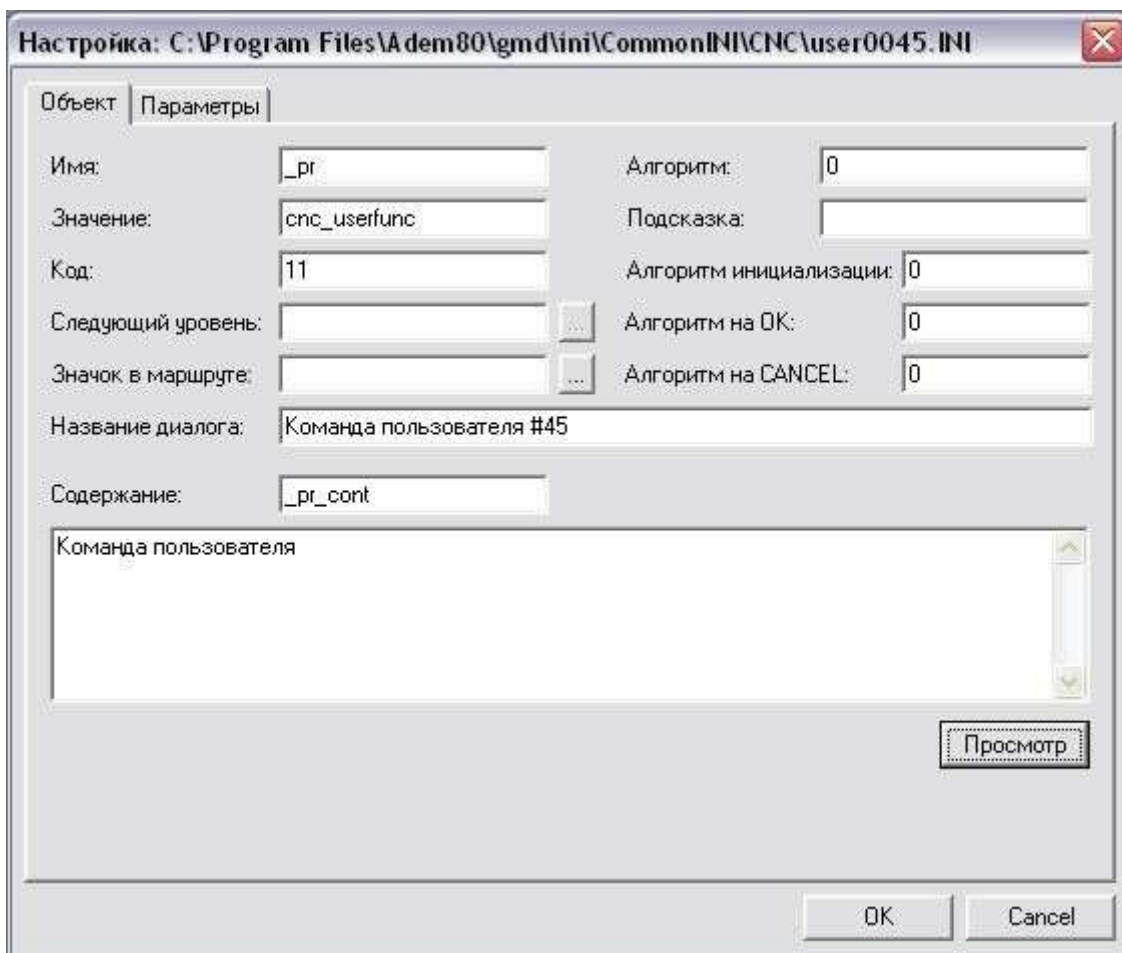 Настройка: C:\Program Files\Adem80\gmd\ini\CommonINI\CNC\user0045.INI
Объект Параметры
Имя: _pr Алгоритм: 0
Значение: cnc_userfunc Подсказка:
Код: 11 Алгоритм инициализации: 0
Следующий уровень: ... Алгоритм на OK: 0
Значок в маршруте: ... Алгоритм на CANCEL: 0
Название диалога: Команда пользователя #45
Содержание: _pr_cont
Команда пользователя
Просмотр
OK Cancel